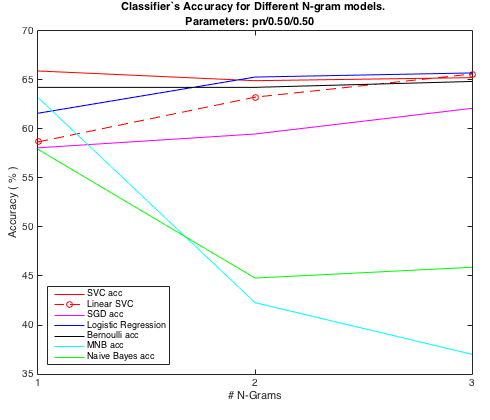 Classifier`s Accuracy for Different N-gram models.
Parameters: pn/0.50/0.50
70
65
60
55
50
45
40
35
Accuracy ( % )
SVC acc
Linear SVC
SGD acc
Logistic Regression
Bernoulli acc
MNB acc
Naive Bayes acc
1
2
3
# N-Grams